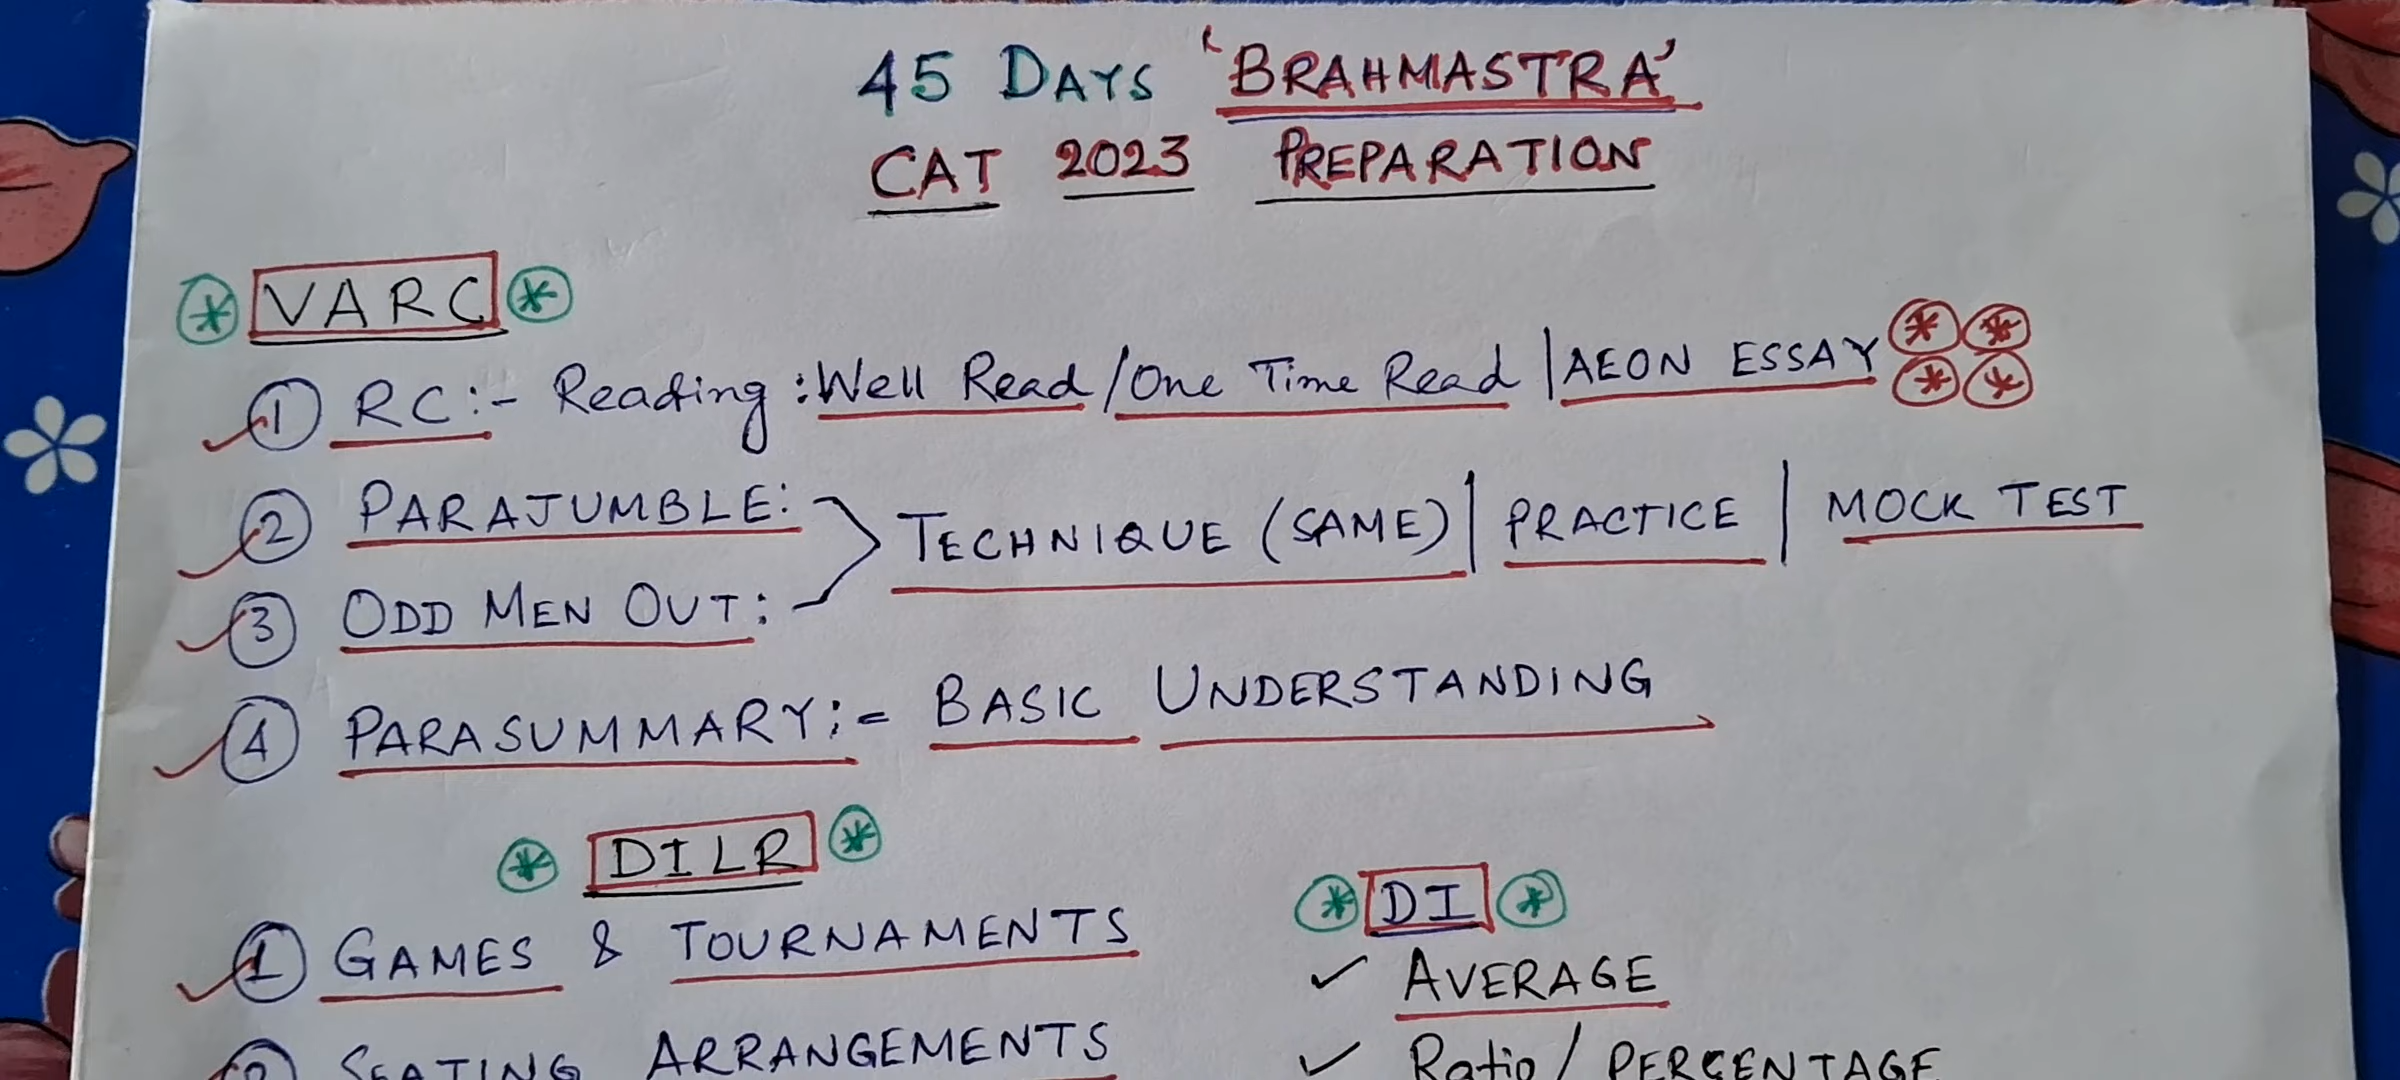 45 DAYS 'BRAHMASTRA'
CAT 2023 PREPARATION
* VARC *
① RC:- Reading: Well Read / One Time Read | AEON ESSAY * * * *
② PARAJUMBLE:
TECHNIQUE (SAME) | PRACTICE | MOCK TEST
③ ODD MEN OUT:
④ PARASUMMARY:- BASIC UNDERSTANDING
* DILR *
① GAMES & TOURNAMENTS
② SEATING ARRANGEMENTS
* DI *
✓ AVERAGE
✓ Ratio / PERCENTAGE